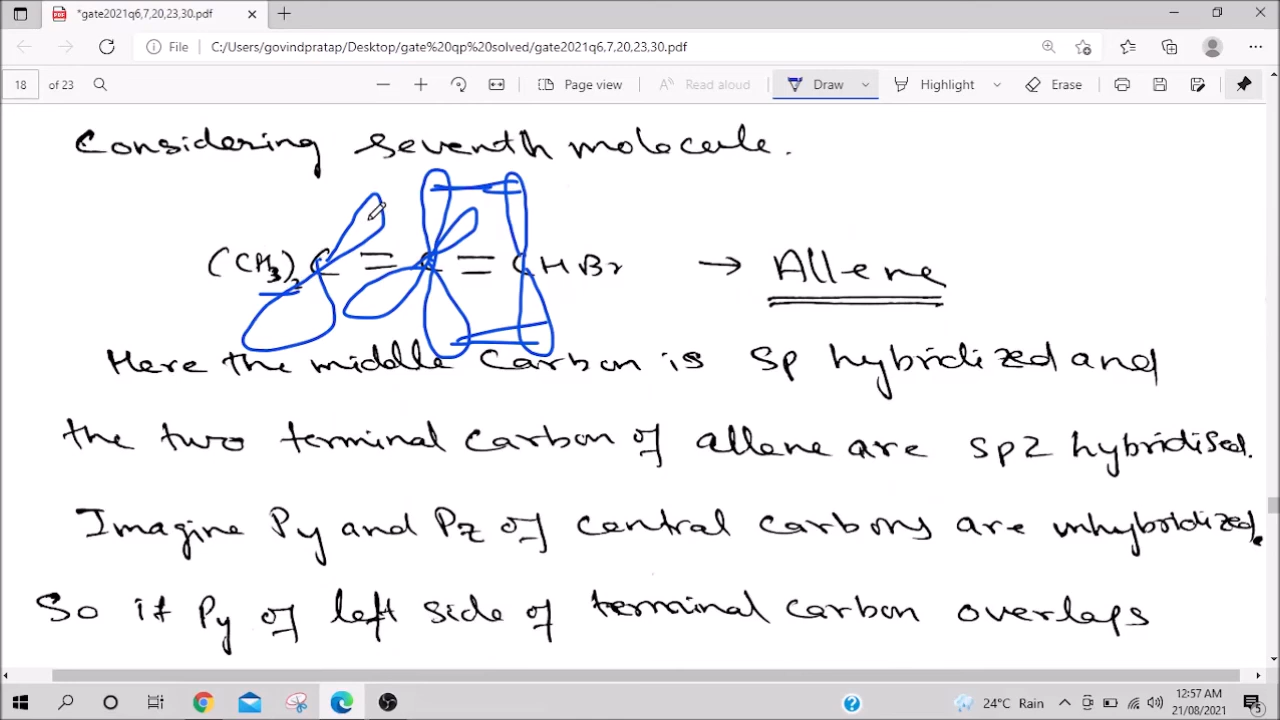 *gate2021q6,7,20,23,30.pdf
File C:/Users/govindpratap/Desktop/gate%20qp%20solved/gate2021q6,7,20,23,30.pdf
18 of 23 Page view Read aloud Draw Highlight Erase
Considering seventh molecule.
(CH3)2C = C = CHBr → Allene
Here the middle carbon is sp hybridized and
the two terminal carbon of allene are sp2 hybridised.
Imagine Py and Pz of central carbons are unhybridized.
So if Py of left side of terminal carbon overlaps
24°C Rain 12:57 AM
21/08/2021
5